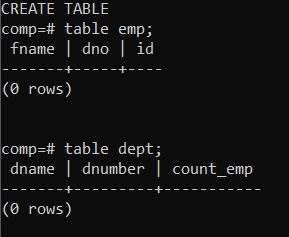 CREATE TABLE
comp=# table emp;
 fname | dno | id
-------+-----+----
(0 rows)
comp=# table dept;
 dname | dnumber | count_emp
-------+---------+-----------
(0 rows)